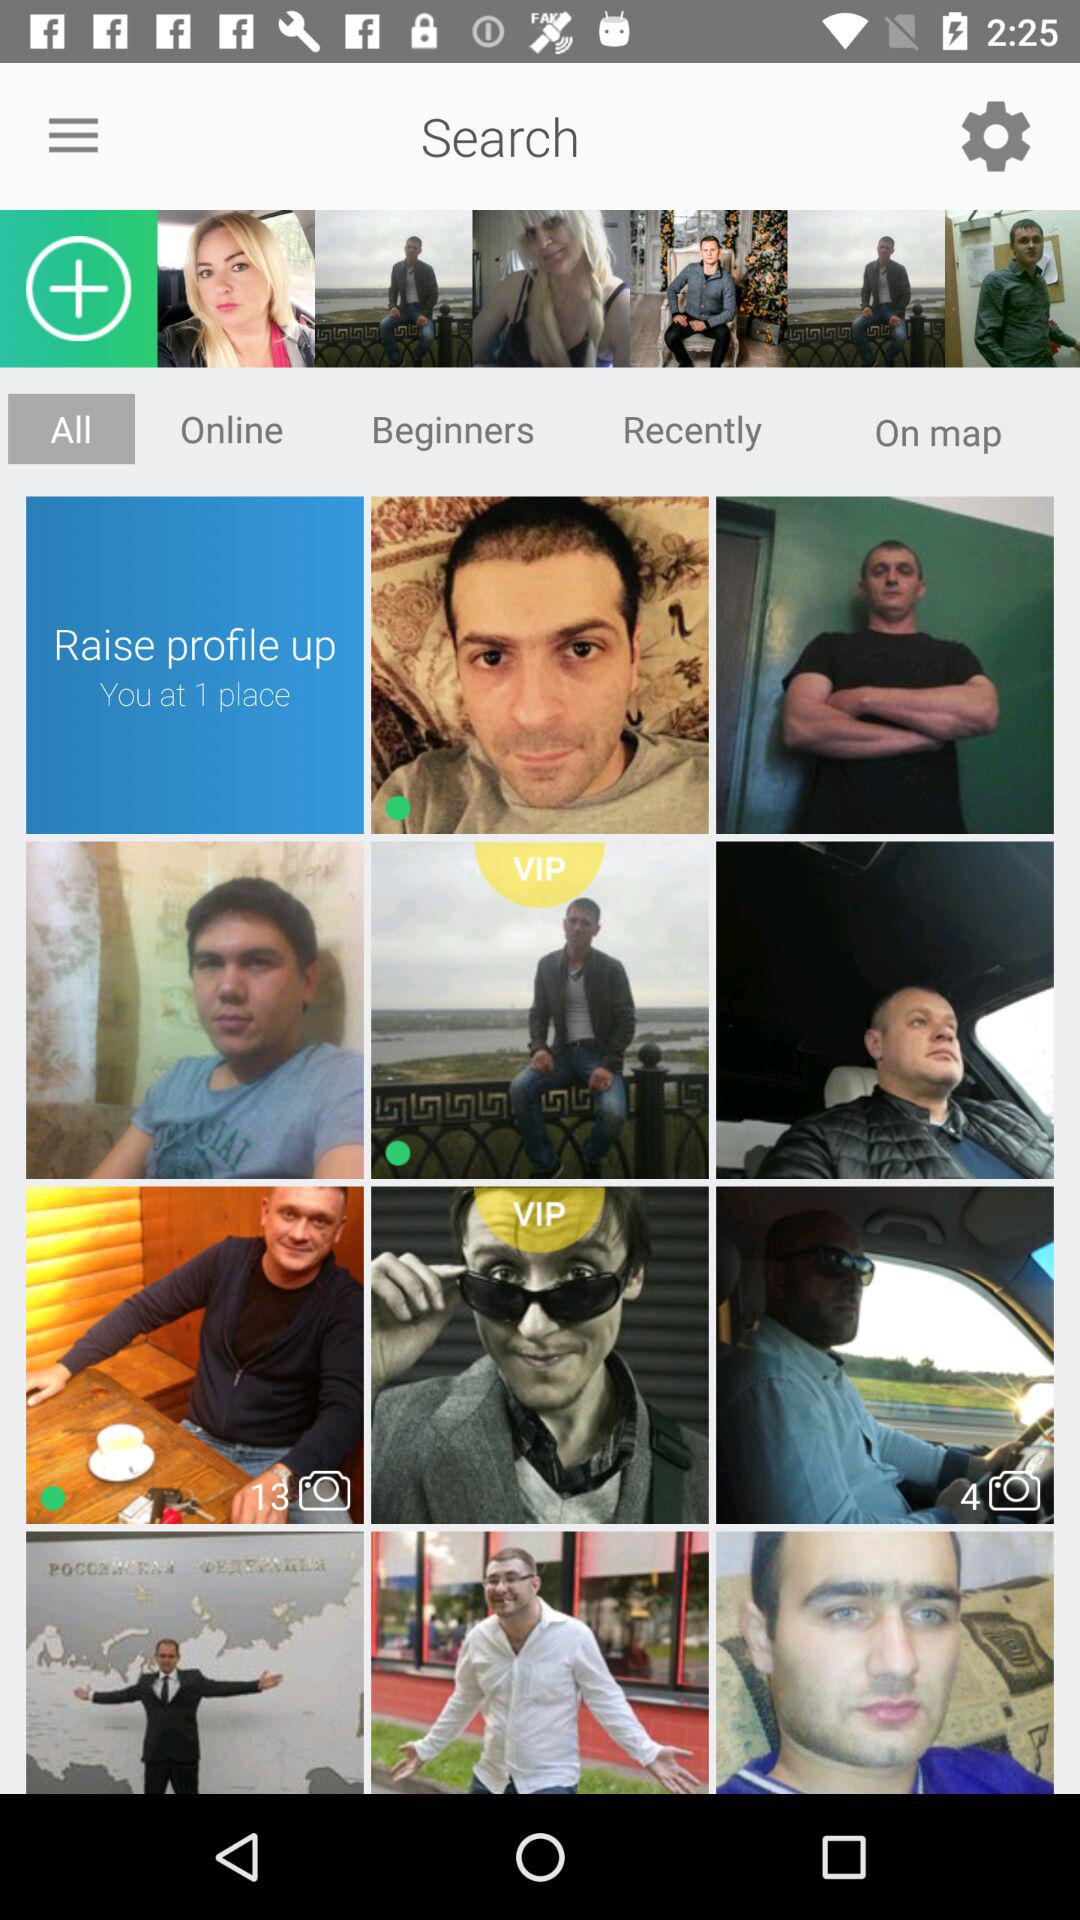 FAKE
2:25
Search
All Online Beginners Recently On map
Raise profile up
You at 1 place
VIP
VIP
13
4
РОССИЙСКАЯ ФЕДЕРАЦИЯ